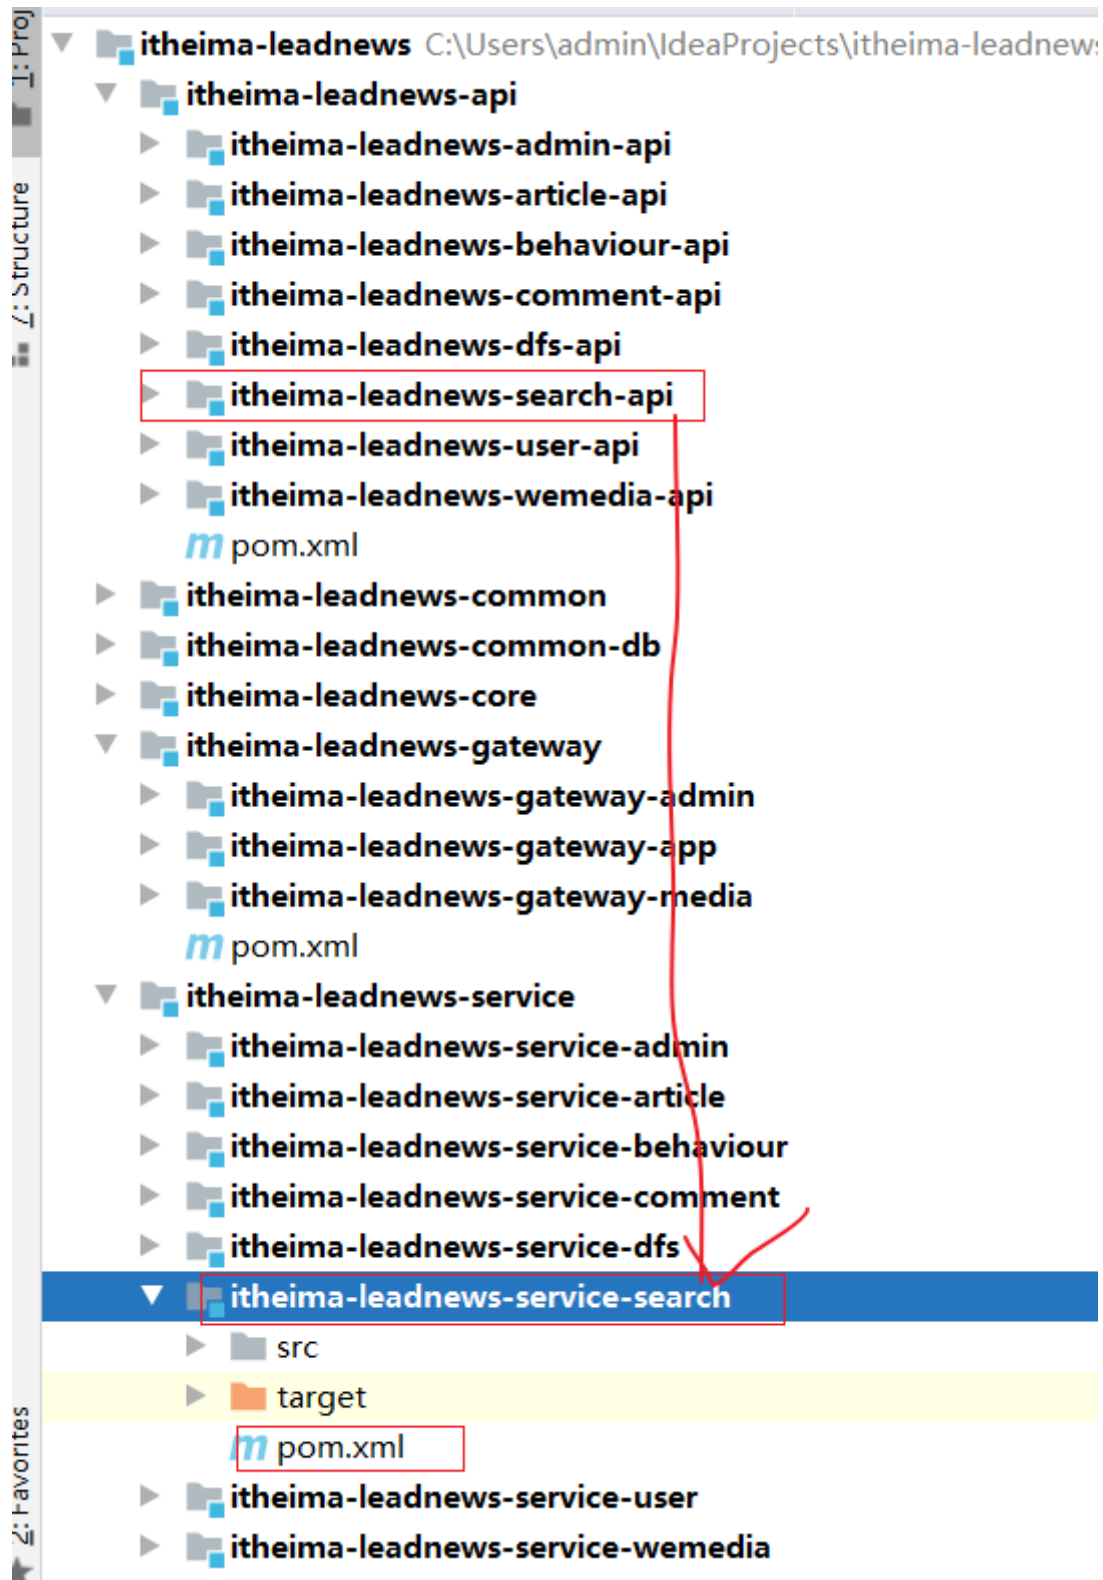 1: Proj
7: Structure
2: Favorites
itheima-leadnews C:\Users\admin\IdeaProjects\itheima-leadnews
itheima-leadnews-api
itheima-leadnews-admin-api
itheima-leadnews-article-api
itheima-leadnews-behaviour-api
itheima-leadnews-comment-api
itheima-leadnews-dfs-api
itheima-leadnews-search-api
itheima-leadnews-user-api
itheima-leadnews-wemedia-api
m pom.xml
itheima-leadnews-common
itheima-leadnews-common-db
itheima-leadnews-core
itheima-leadnews-gateway
itheima-leadnews-gateway-admin
itheima-leadnews-gateway-app
itheima-leadnews-gateway-media
m pom.xml
itheima-leadnews-service
itheima-leadnews-service-admin
itheima-leadnews-service-article
itheima-leadnews-service-behaviour
itheima-leadnews-service-comment
itheima-leadnews-service-dfs
itheima-leadnews-service-search
src
target
m pom.xml
itheima-leadnews-service-user
itheima-leadnews-service-wemedia